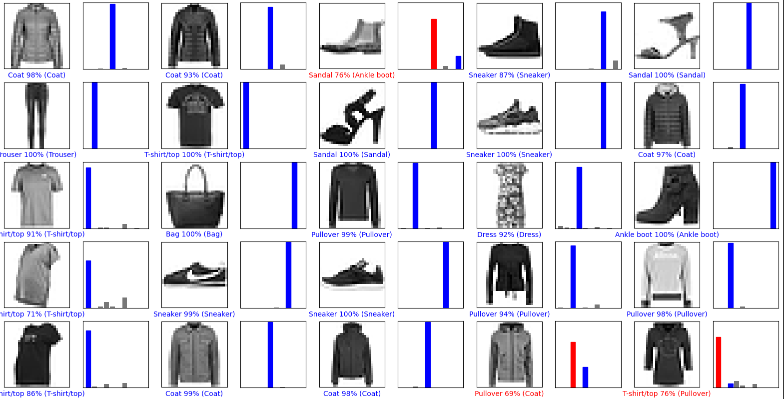 Coat 98% (Coat)
Coat 93% (Coat)
Sandal 76% (Ankle boot)
Sneaker 87% (Sneaker)
Sandal 100% (Sandal)
rouser 100% (Trouser)
T-shirt/top 100% (T-shirt/top)
Sandal 100% (Sandal)
Sneaker 100% (Sneaker)
Coat 97% (Coat)
hirt/top 91% (T-shirt/top)
Bag 100% (Bag)
Pullover 99% (Pullover)
Dress 92% (Dress)
Ankle boot 100% (Ankle boot)
hirt/top 71% (T-shirt/top)
Sneaker 99% (Sneaker)
Sneaker 100% (Sneaker)
Pullover 94% (Pullover)
Pullover 98% (Pullover)
hirt/top 86% (T-shirt/top)
Coat 99% (Coat)
Coat 98% (Coat)
Pullover 69% (Coat)
T-shirt/top 76% (Pullover)